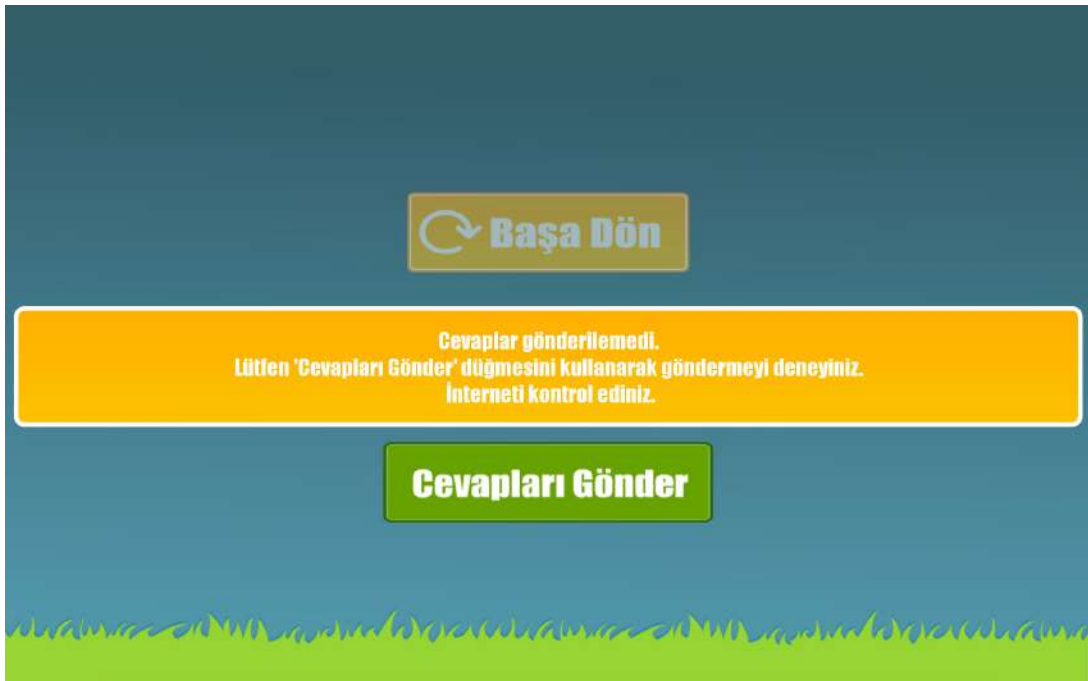 Başa Dön
Cevaplar gönderilemedi.
Lütfen 'Cevapları Gönder' düğmesini kullanarak göndermeyi deneyiniz.
İnterneti kontrol ediniz.
Cevapları Gönder